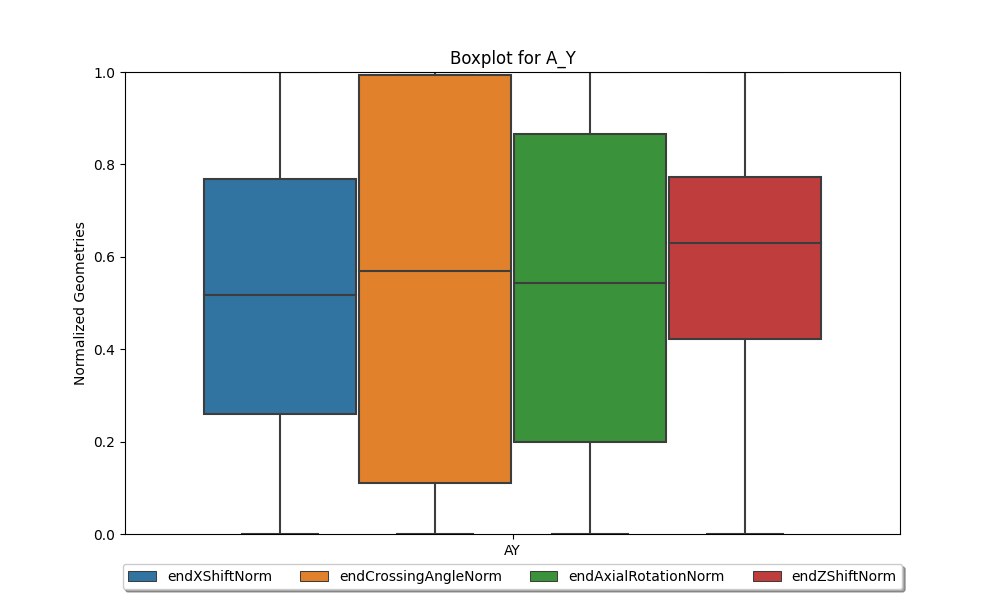 Boxplot for A_Y
Normalized Geometries
1.0
0.8
0.6
0.4
0.2
0.0
AY
endXShiftNorm endCrossingAngleNorm endAxialRotationNorm endZShiftNorm